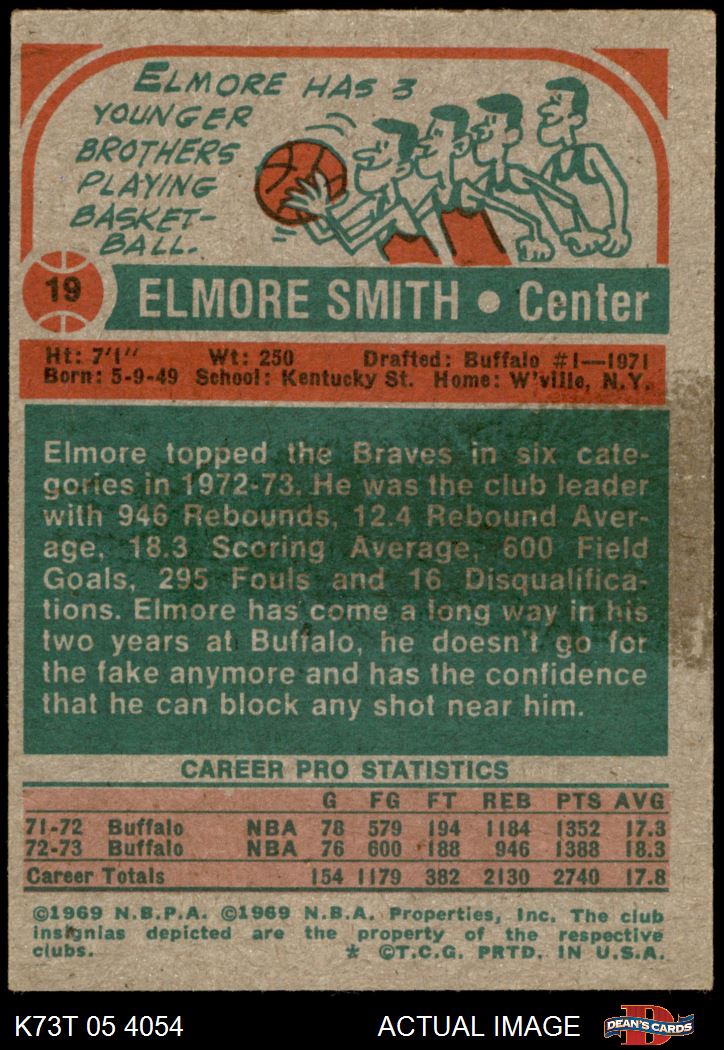 ELMORE HAS 3
YOUNGER
BROTHERS
PLAYING
BASKET-
BALL.
19
ELMORE SMITH • Center
Ht: 7'1" Wt: 250 Drafted: Buffalo #1—1971
Born: 5-9-49 School: Kentucky St. Home: W'ville, N.Y.
Elmore topped the Braves in six cate-
gories in 1972-73. He was the club leader
with 946 Rebounds, 12.4 Rebound Aver-
age, 18.3 Scoring Average, 600 Field
Goals, 295 Fouls and 16 Disqualifica-
tions. Elmore has come a long way in his
two years at Buffalo, he doesn't go for
the fake anymore and has the confidence
that he can block any shot near him.
CAREER PRO STATISTICS
G FG FT REB PTS AVG
71-72 Buffalo NBA 78 579 194 1184 1352 17.3
72-73 Buffalo NBA 76 600 188 946 1388 18.3
Career Totals 154 1179 382 2130 2740 17.8
©1969 N.B.P.A. ©1969 N.B.A. Properties, Inc. The club
insignias depicted are the property of the respective
clubs. * ©T.C.G. PRTD. IN U.S.A.
K73T 05 4054 ACTUAL IMAGE DEAN'S CARDS